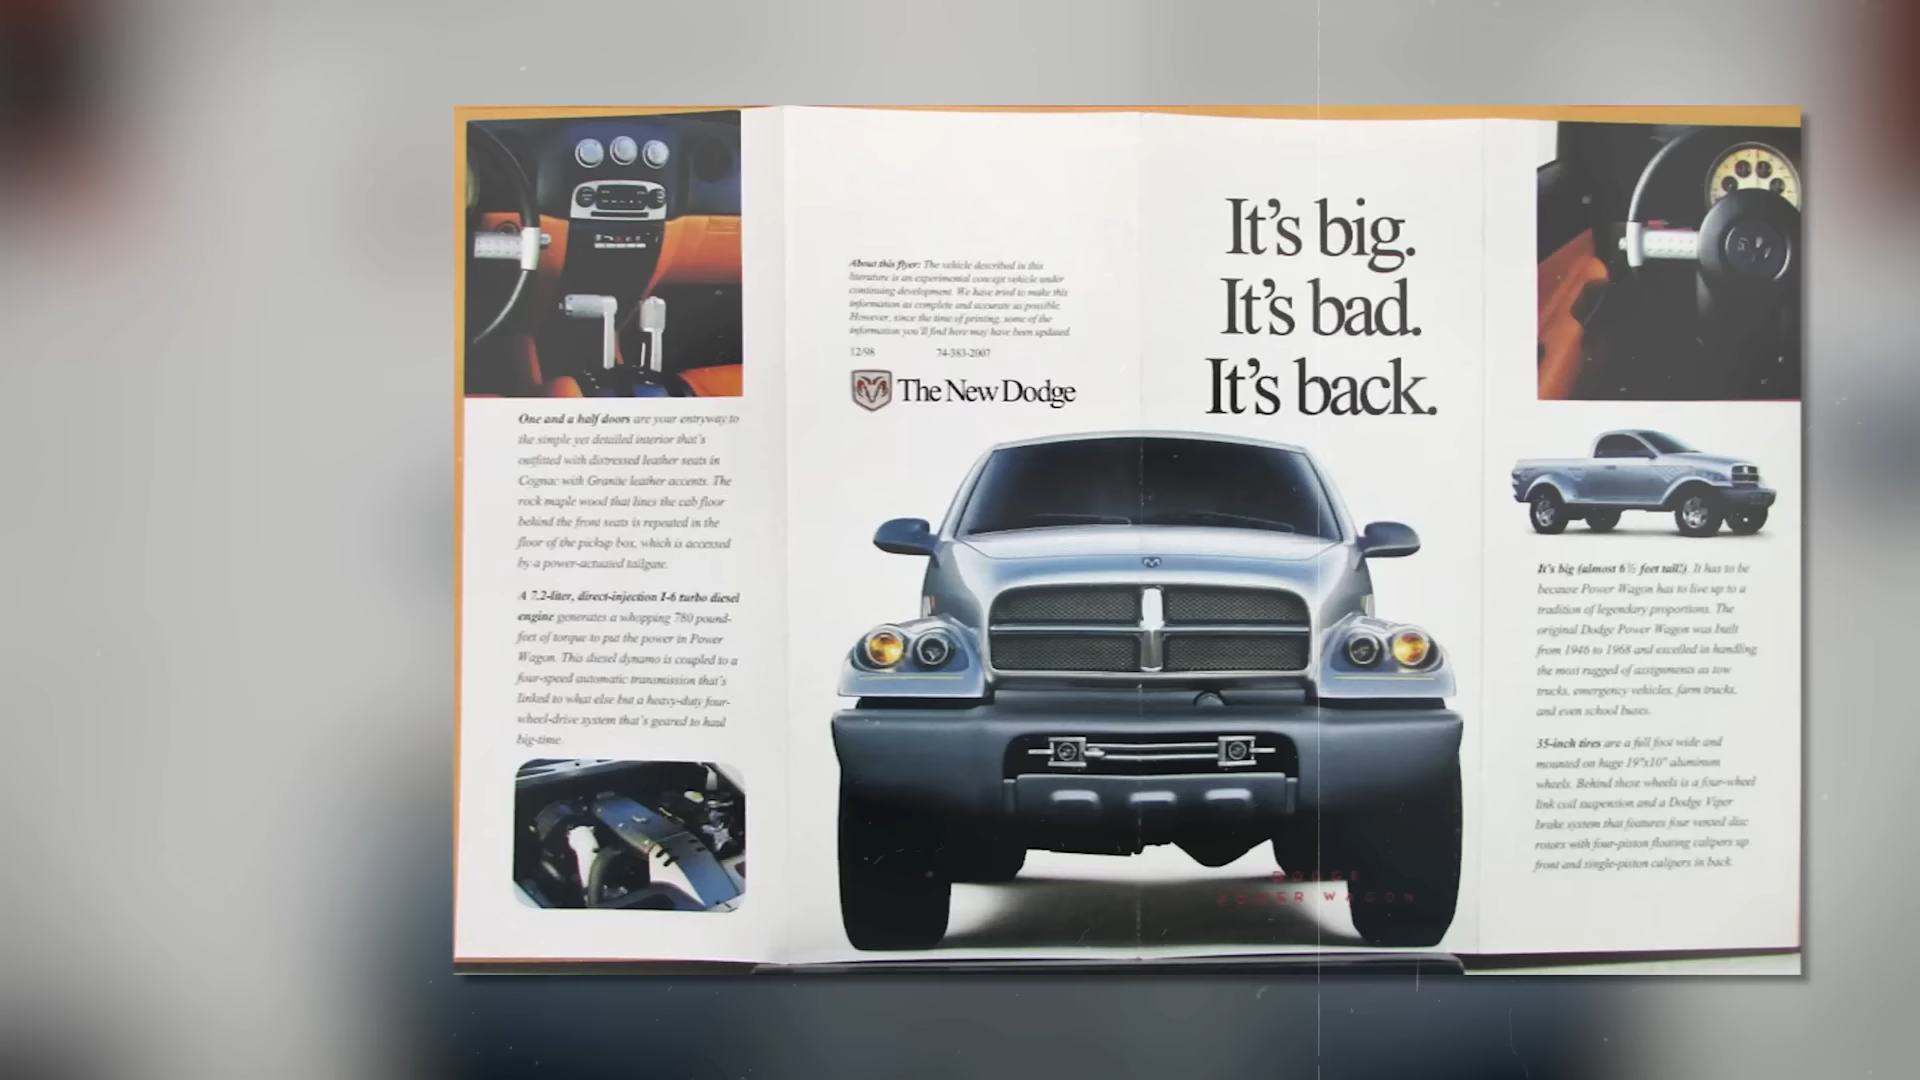 One and a half doors are your entryway to
the simple yet detailed interior that's
outfitted with distressed leather seats in
Cognac with Granite leather accents. The
rock maple wood that lines the cab floor
behind the front seats is repeated in the
floor of the pickup box, which is accessed
by a power-actuated tailgate.
A 7.2-liter, direct-injection I-6 turbo diesel
engine generates a whopping 780 pound-
feet of torque to put the power in Power
Wagon. This diesel dynamo is coupled to a
four-speed automatic transmission that's
linked to what else but a heavy-duty four-
wheel-drive system that's geared to haul
big-time.
About this flyer: The vehicle described in this
literature is an experimental concept vehicle under
continuing development. We have tried to make this
information as complete and accurate as possible.
However, since the time of printing, some of the
information you'll find here may have been updated.
12/98 74-383-2007
The New Dodge
It's big.
It's bad.
It's back.
DODGE
POWER WAGON
It's big (almost 6½ feet tall!). It has to be
because Power Wagon has to live up to a
tradition of legendary proportions. The
original Dodge Power Wagon was built
from 1946 to 1968 and excelled in handling
the most rugged of assignments as tow
trucks, emergency vehicles, farm trucks,
and even school buses.
35-inch tires are a full foot wide and
mounted on huge 19"x10" aluminum
wheels. Behind these wheels is a four-wheel
link coil suspension and a Dodge Viper
brake system that features four vented disc
rotors with four-piston floating calipers up
front and single-piston calipers in back.